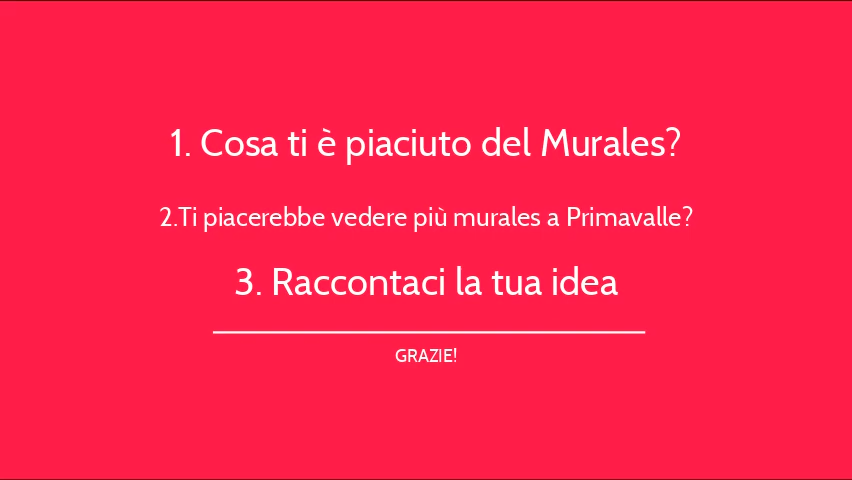 1. Cosa ti è piaciuto del Murales?
2.Ti piacerebbe vedere più murales a Primavalle?
3. Raccontaci la tua idea
GRAZIE!